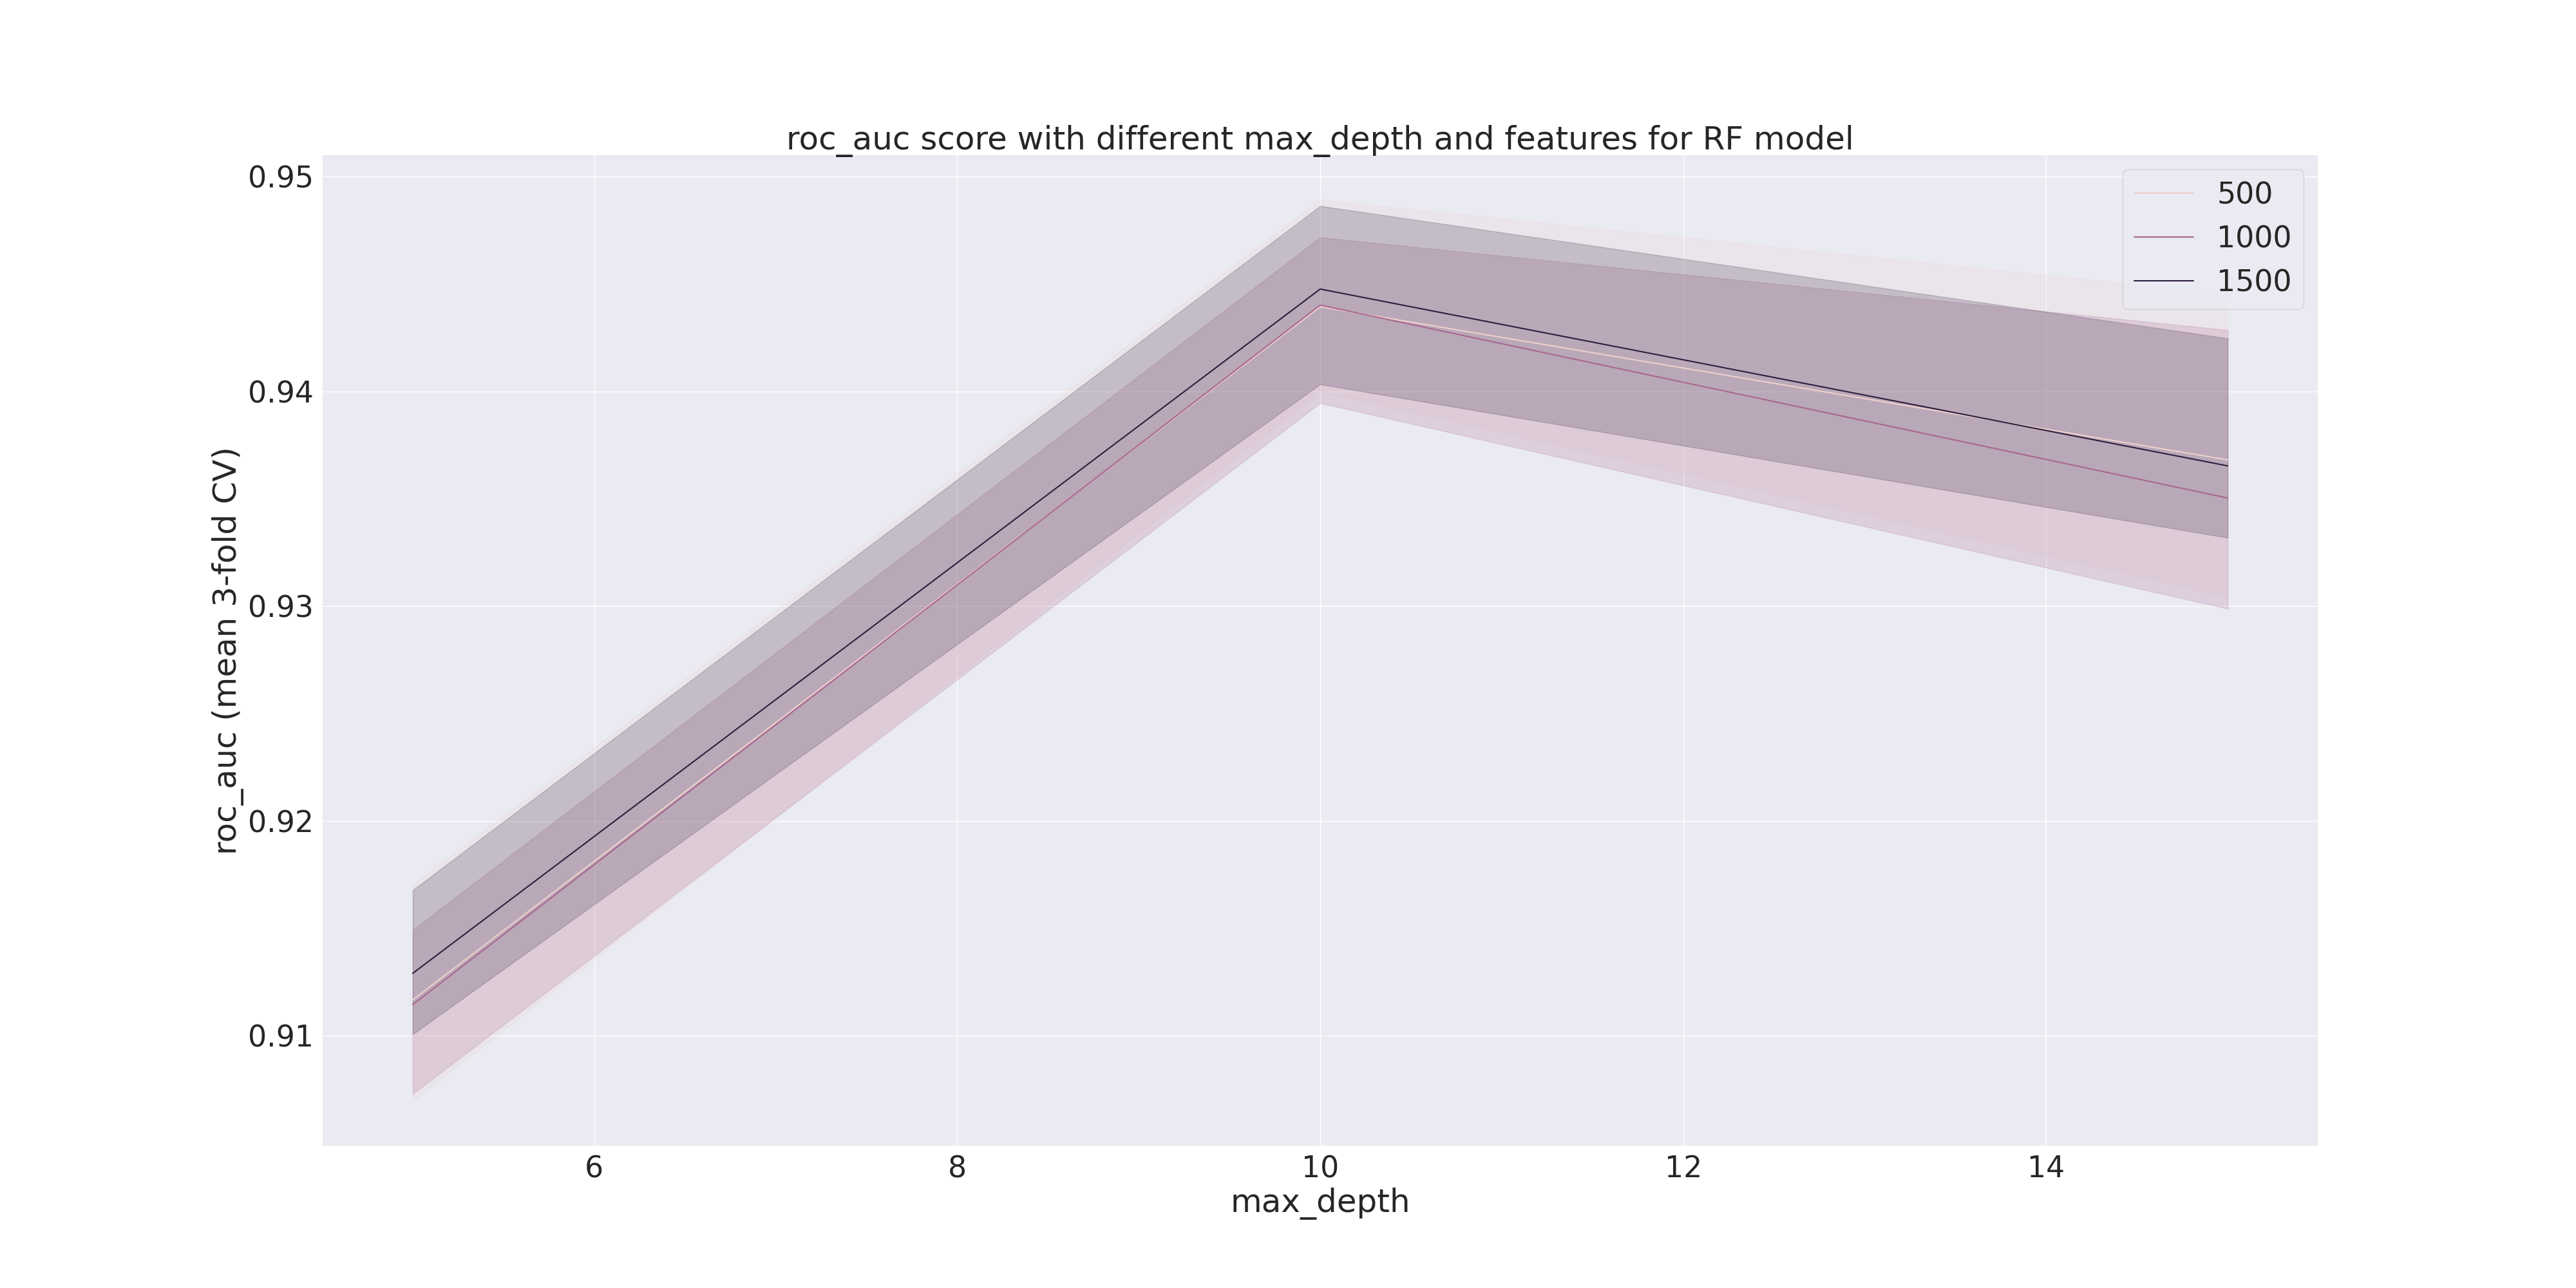 roc_auc score with different max_depth and features for RF model
500
1000
1500
roc_auc (mean 3-fold CV)
0.95
0.94
0.93
0.92
0.91
6 8 10 12 14
max_depth